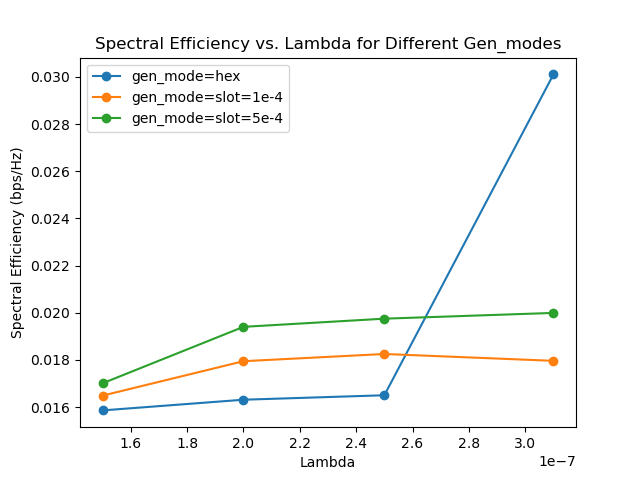 Spectral Efficiency vs. Lambda for Different Gen_modes
gen_mode=hex
gen_mode=slot=1e-4
gen_mode=slot=5e-4
Spectral Efficiency (bps/Hz)
0.030
0.028
0.026
0.024
0.022
0.020
0.018
0.016
1.6 1.8 2.0 2.2 2.4 2.6 2.8 3.0
1e−7
Lambda